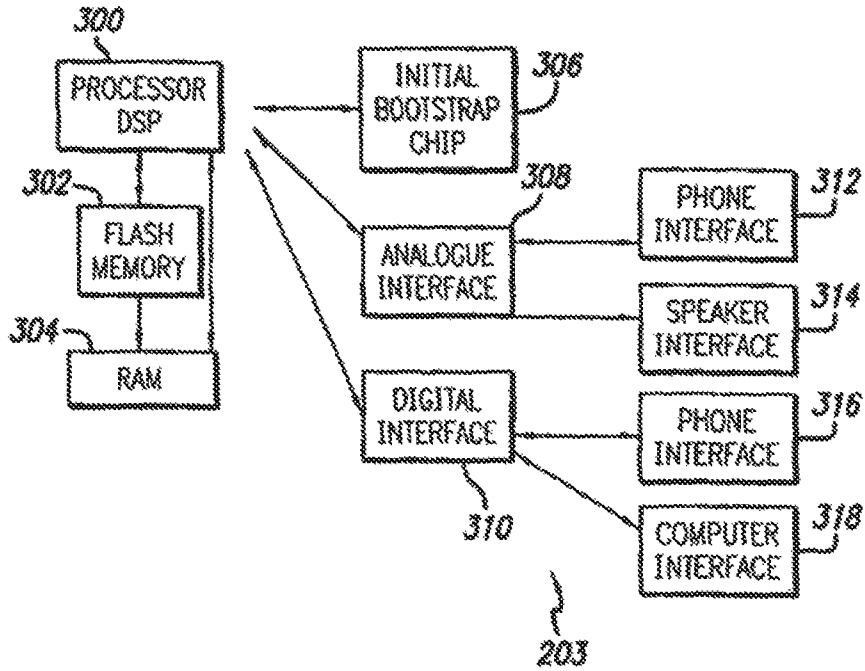 300
PROCESSOR
DSP
302
FLASH
MEMORY
304
RAM
INITIAL
BOOTSTRAP
CHIP
306
308
ANALOGUE
INTERFACE
DIGITAL
INTERFACE
310
PHONE
INTERFACE
312
SPEAKER
INTERFACE
314
PHONE
INTERFACE
316
COMPUTER
INTERFACE
318
203